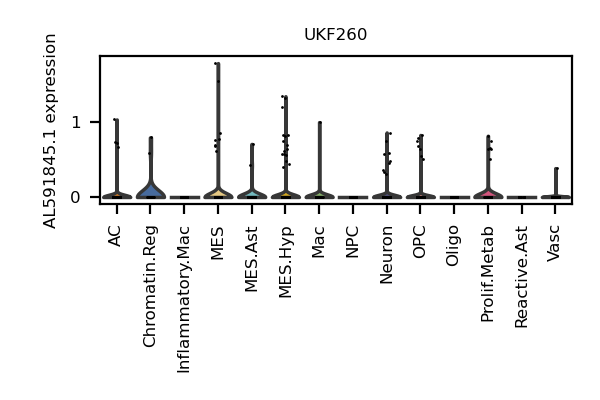 UKF260
AL591845.1 expression
1
0
AC
Chromatin.Reg
Inflammatory.Mac
MES
MES.Ast
MES.Hyp
Mac
NPC
Neuron
OPC
Oligo
Prolif.Metab
Reactive.Ast
Vasc